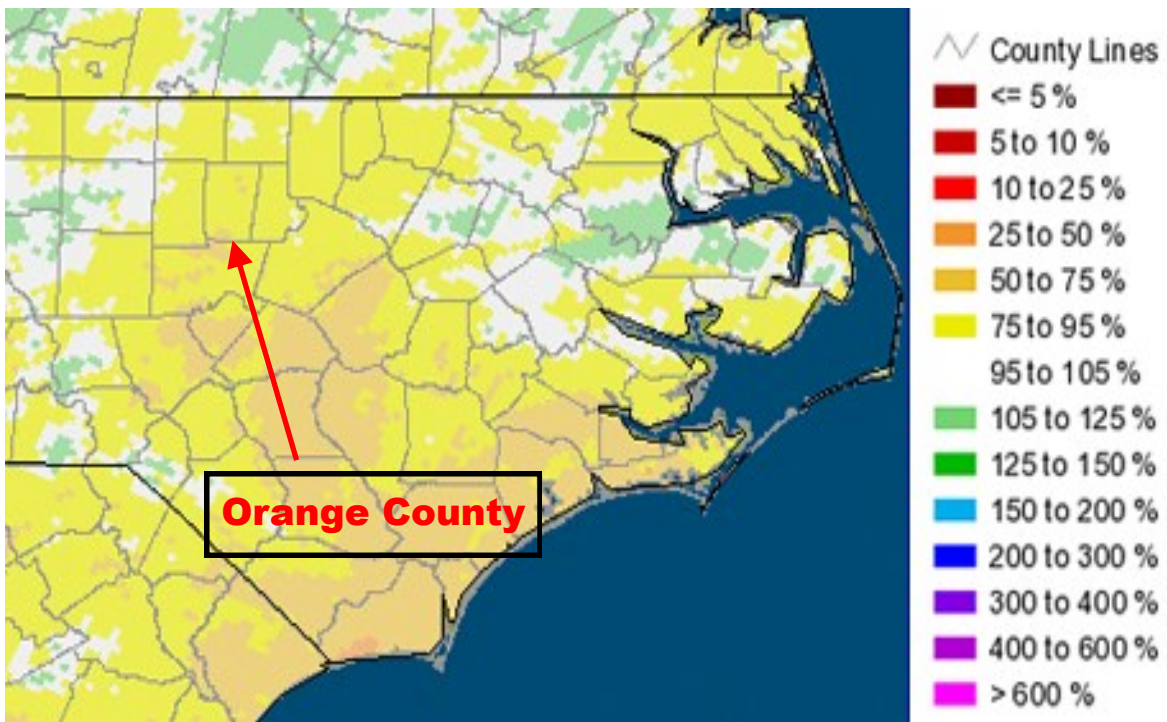 Orange County
County Lines
<= 5 %
5 to 10 %
10 to 25 %
25 to 50 %
50 to 75 %
75 to 95 %
95 to 105 %
105 to 125 %
125 to 150 %
150 to 200 %
200 to 300 %
300 to 400 %
400 to 600 %
> 600 %